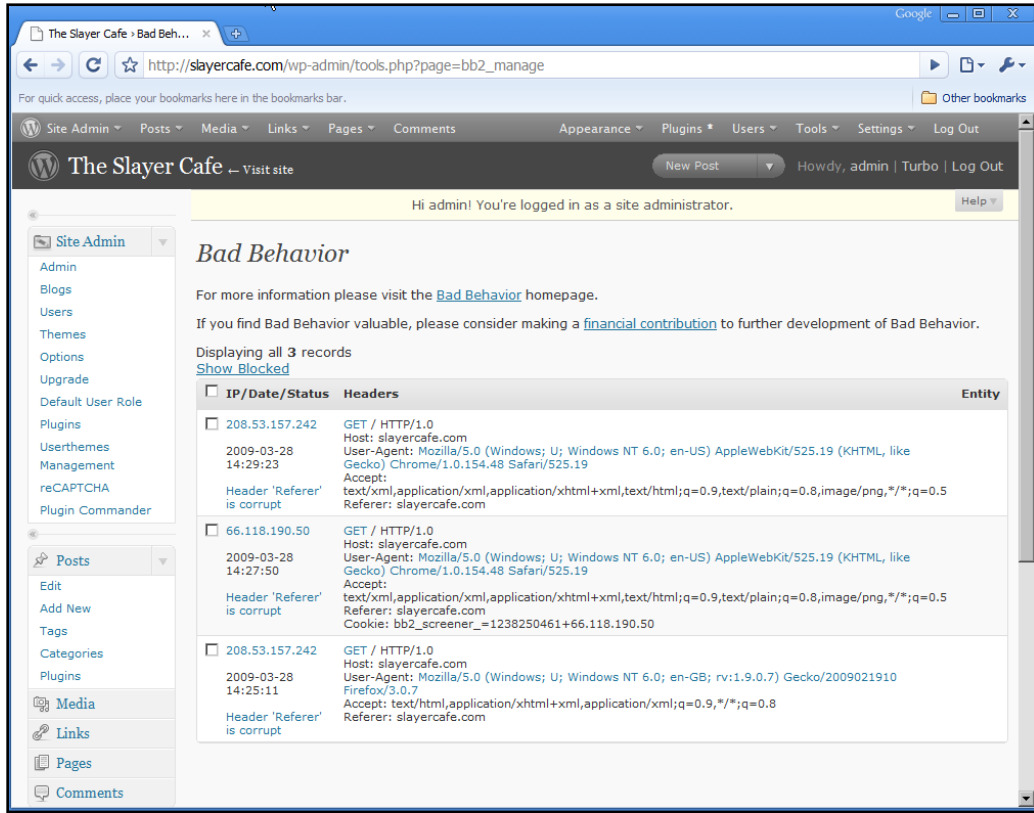 Google
The Slayer Cafe › Bad Beh...
http://slayercafe.com/wp-admin/tools.php?page=bb2_manage
For quick access, place your bookmarks here in the bookmarks bar.
Other bookmarks
Site Admin Posts Media Links Pages Comments Appearance Plugins * Users Tools Settings Log Out
The Slayer Cafe ← Visit site
New Post
Howdy, admin | Turbo | Log Out
Hi admin! You're logged in as a site administrator.
Help
Site Admin
Admin
Blogs
Users
Themes
Options
Upgrade
Default User Role
Plugins
Userthemes
Management
reCAPTCHA
Plugin Commander
Posts
Edit
Add New
Tags
Categories
Plugins
Media
Links
Pages
Comments
Bad Behavior
For more information please visit the Bad Behavior homepage.
If you find Bad Behavior valuable, please consider making a financial contribution to further development of Bad Behavior.
Displaying all 3 records
Show Blocked
IP/Date/Status Headers Entity
208.53.157.242
2009-03-28
14:29:23
Header 'Referer'
is corrupt
GET / HTTP/1.0
Host: slayercafe.com
User-Agent: Mozilla/5.0 (Windows; U; Windows NT 6.0; en-US) AppleWebKit/525.19 (KHTML, like
Gecko) Chrome/1.0.154.48 Safari/525.19
Accept:
text/xml,application/xml,application/xhtml+xml,text/html;q=0.9,text/plain;q=0.8,image/png,*/*;q=0.5
Referer: slayercafe.com
66.118.190.50
2009-03-28
14:27:50
Header 'Referer'
is corrupt
GET / HTTP/1.0
Host: slayercafe.com
User-Agent: Mozilla/5.0 (Windows; U; Windows NT 6.0; en-US) AppleWebKit/525.19 (KHTML, like
Gecko) Chrome/1.0.154.48 Safari/525.19
Accept:
text/xml,application/xml,application/xhtml+xml,text/html;q=0.9,text/plain;q=0.8,image/png,*/*;q=0.5
Referer: slayercafe.com
Cookie: bb2_screener_=1238250461+66.118.190.50
208.53.157.242
2009-03-28
14:25:11
Header 'Referer'
is corrupt
GET / HTTP/1.0
Host: slayercafe.com
User-Agent: Mozilla/5.0 (Windows; U; Windows NT 6.0; en-GB; rv:1.9.0.7) Gecko/2009021910
Firefox/3.0.7
Accept: text/html,application/xhtml+xml,application/xml;q=0.9,*/*;q=0.8
Referer: slayercafe.com